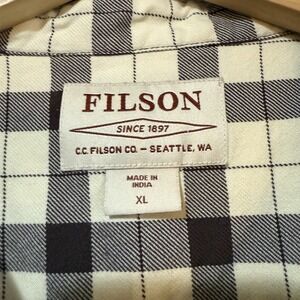 FILSON
SINCE 1897
C.C. FILSON CO. – SEATTLE, WA
MADE IN
INDIA
XL